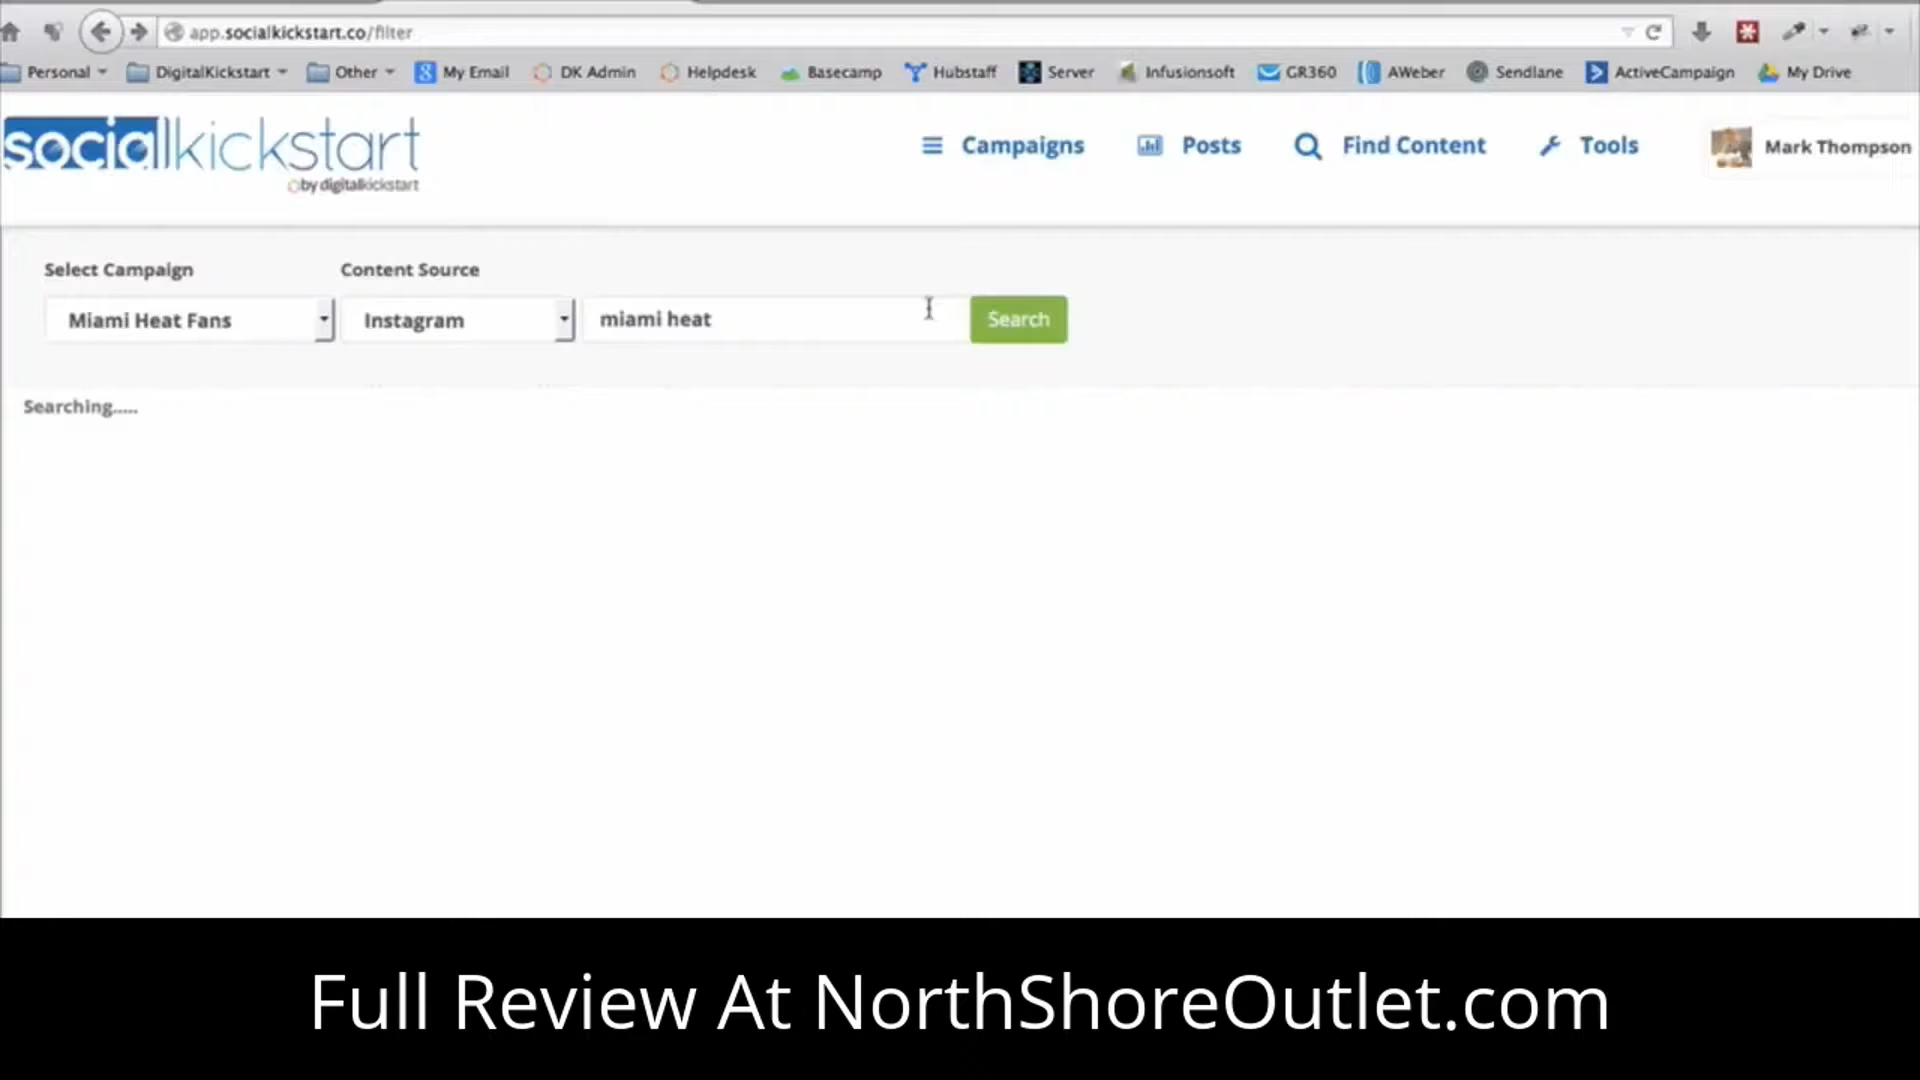 app.socialkickstart.co/filter
Personal DigitalKickstart Other My Email DK Admin Helpdesk Basecamp Hubstaff Server Infusionsoft GR360 AWeber Sendlane ActiveCampaign My Drive
socialkickstart
by digitalkickstart
Campaigns Posts Find Content Tools Mark Thompson
Select Campaign Content Source
Miami Heat Fans Instagram miami heat Search
Searching.....
Full Review At NorthShoreOutlet.com